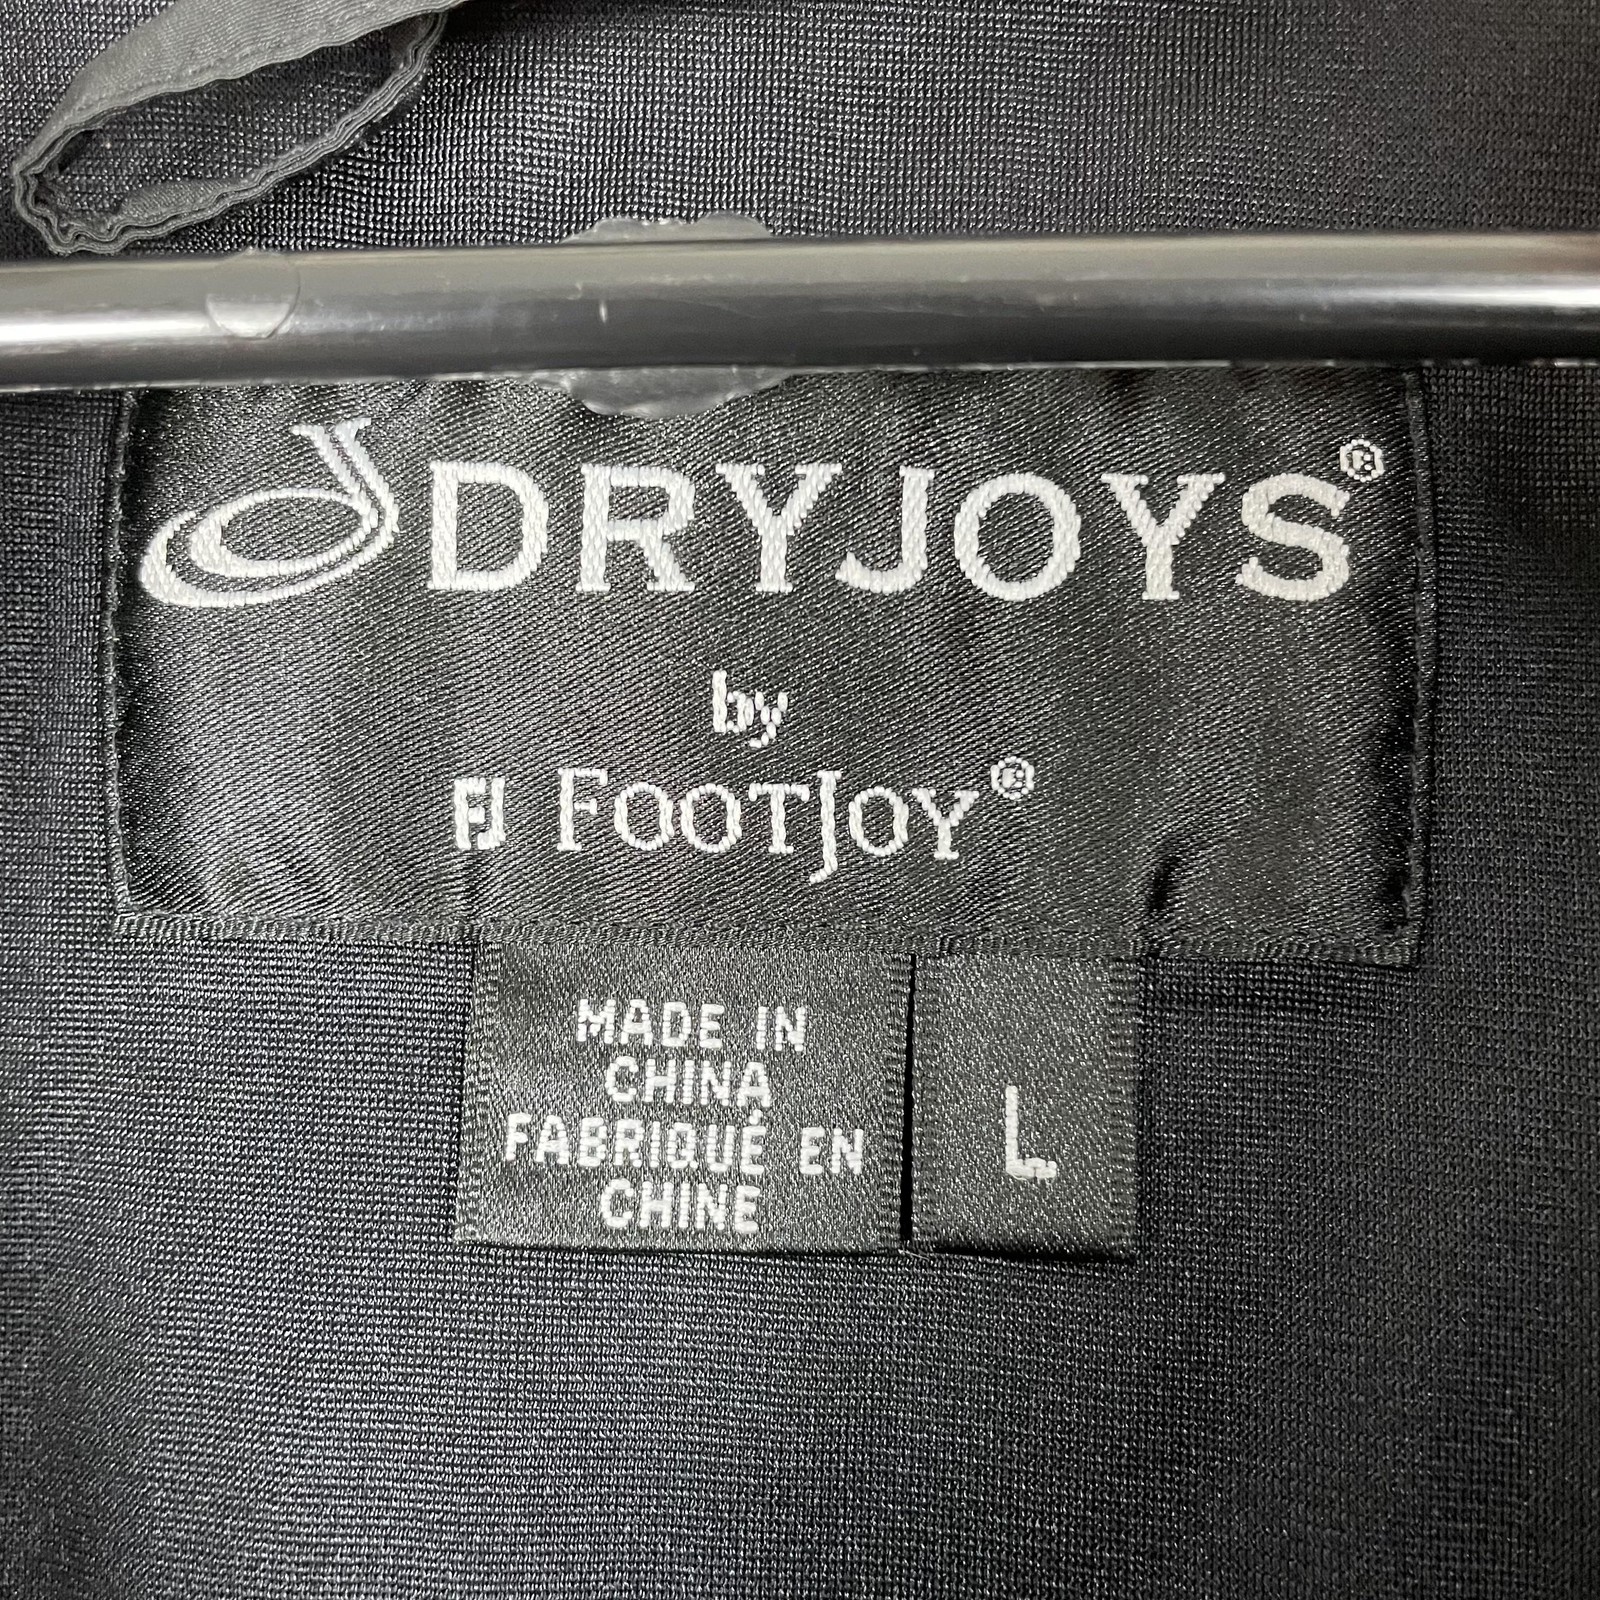 DRYJOYS®
by
FJ FOOTJOY®
MADE IN
CHINA
FABRIQUÉ EN
CHINE
L